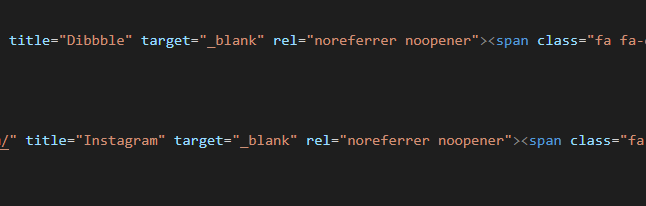 title="Dibbble" target="_blank" rel="noreferrer noopener"><span class="fa fa-
/" title="Instagram" target="_blank" rel="noreferrer noopener"><span class="fa